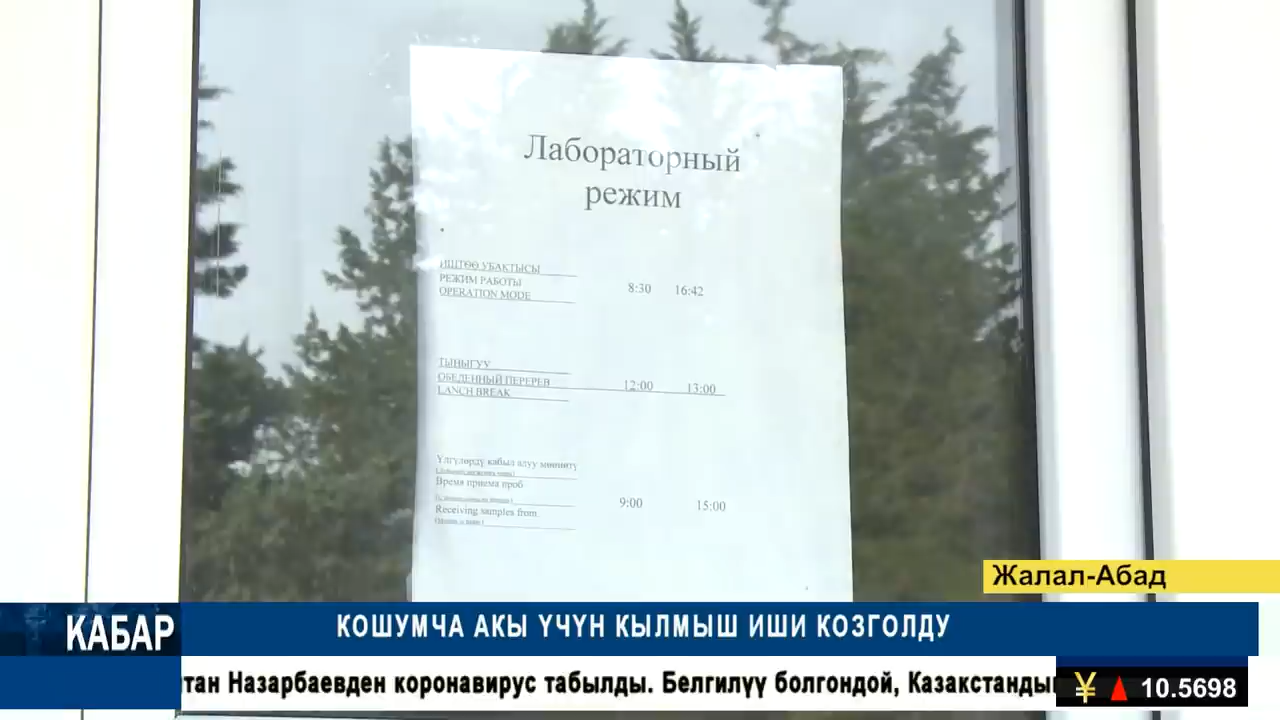 Лабораторный
режим
ИШТӨӨ УБАКТЫСЫ
РЕЖИМ РАБОТЫ 8:30 16:42
OPERATION MODE
ТЫНЫГУУ
ОБЕДЕННЫЙ ПЕРЕРЕВ 12:00 13:00
LANCH BREAK
Үлгүлөрдү кабыл алуу мөөнөтү
Время приема проб
9:00 15:00
Receiving samples from
Жалал-Абад
КАБАР
КОШУМЧА АКЫ ҮЧҮН КЫЛМЫШ ИШИ КОЗГОЛДУ
тан Назарбаевден коронавирус табылды. Белгилүү болгондой, Казакстандын
¥ ▲ 10.5698